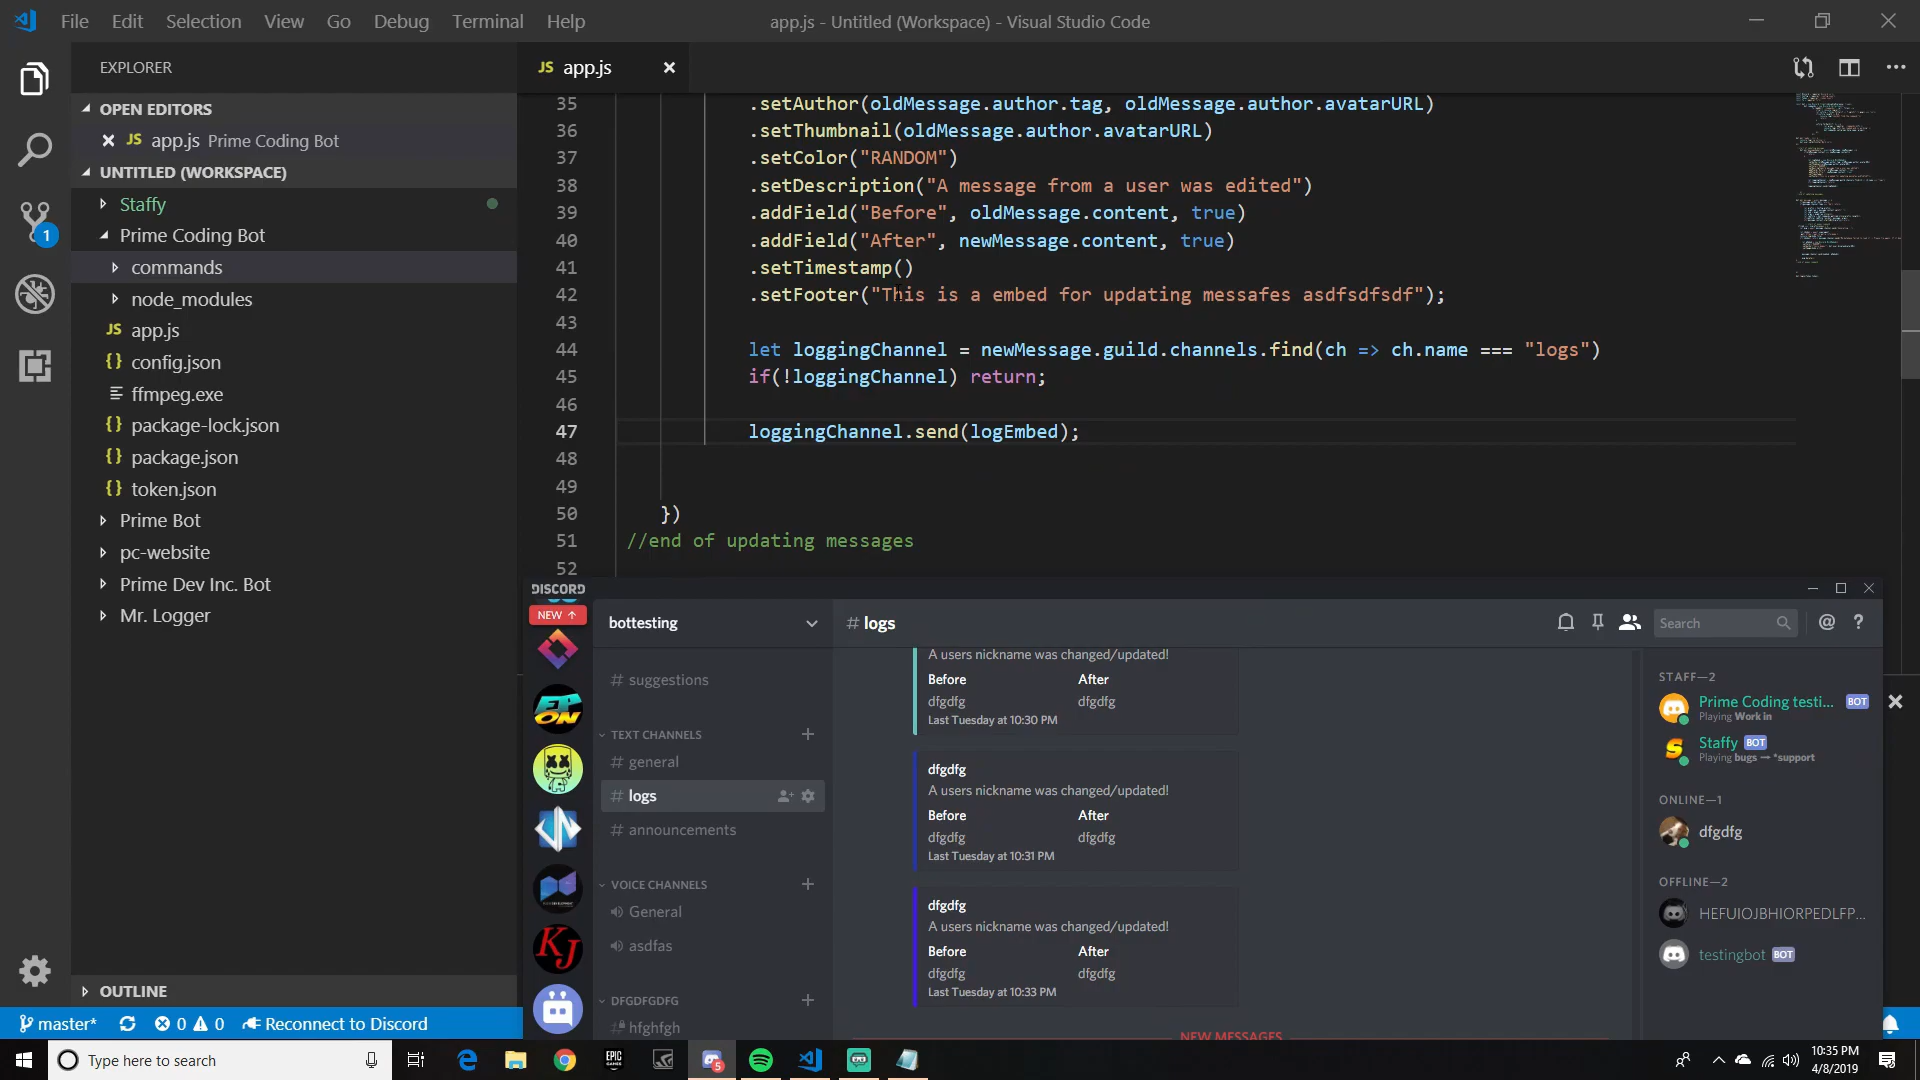 File Edit Selection View Go Debug Terminal Help
app.js - Untitled (Workspace) - Visual Studio Code
EXPLORER
OPEN EDITORS
JS app.js Prime Coding Bot
UNTITLED (WORKSPACE)
Staffy
Prime Coding Bot
commands
node_modules
JS app.js
{} config.json
ffmpeg.exe
{} package-lock.json
{} package.json
{} token.json
Prime Bot
pc-website
Prime Dev Inc. Bot
Mr. Logger
OUTLINE
1
master* 0 0 Reconnect to Discord
JS app.js
35 .setAuthor(oldMessage.author.tag, oldMessage.author.avatarURL)
36 .setThumbnail(oldMessage.author.avatarURL)
37 .setColor("RANDOM")
38 .setDescription("A message from a user was edited")
39 .addField("Before", oldMessage.content, true)
40 .addField("After", newMessage.content, true)
41 .setTimestamp()
42 .setFooter("This is a embed for updating messafes asdfsdfsdf");
43
44 let loggingChannel = newMessage.guild.channels.find(ch => ch.name === "logs")
45 if(!loggingChannel) return;
46
47 loggingChannel.send(logEmbed);
48
49
50 })
51 //end of updating messages
52
DISCORD
NEW ↑
EPON
KJ
bottesting
# suggestions
TEXT CHANNELS
# general
# logs
# announcements
VOICE CHANNELS
General
asdfas
DFGDFGDFG
hfghfgh
# logs
Search
@ ?
A users nickname was changed/updated!
Before After
dfgdfg dfgdfg
Last Tuesday at 10:30 PM
dfgdfg
A users nickname was changed/updated!
Before After
dfgdfg dfgdfg
Last Tuesday at 10:31 PM
dfgdfg
A users nickname was changed/updated!
Before After
dfgdfg dfgdfg
Last Tuesday at 10:33 PM
NEW MESSAGES
STAFF—2
Prime Coding testi... BOT
Playing Work in
Staffy BOT
Playing bugs → *support
ONLINE—1
dfgdfg
OFFLINE—2
HEFUIOJBHIORPEDLFP...
testingbot BOT
Type here to search
EPIC GAMES
5
10:35 PM
4/8/2019